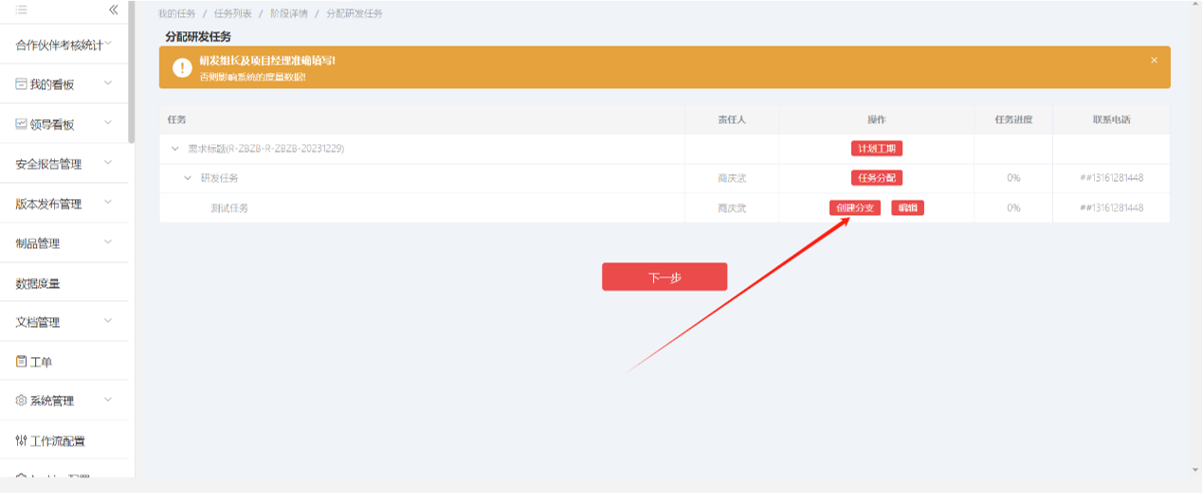 我的任务 / 任务列表 / 阶段详情 / 分配研发任务
分配研发任务
研发组长及项目经理准确填写!
否则影响系统的度量数据!
合作伙伴考核统计
我的看板
领导看板
安全报告管理
版本发布管理
制品管理
数据度量
文档管理
工单
系统管理
工作流配置
任务 责任人 操作 任务进度 联系电话
需求标题(R-ZBZB-R-ZBZB-20231229) 计划工期
研发任务 商庆武 任务分配 0% ##13161281448
测试任务 商庆武 创建分支 编辑 0% ##13161281448
下一步